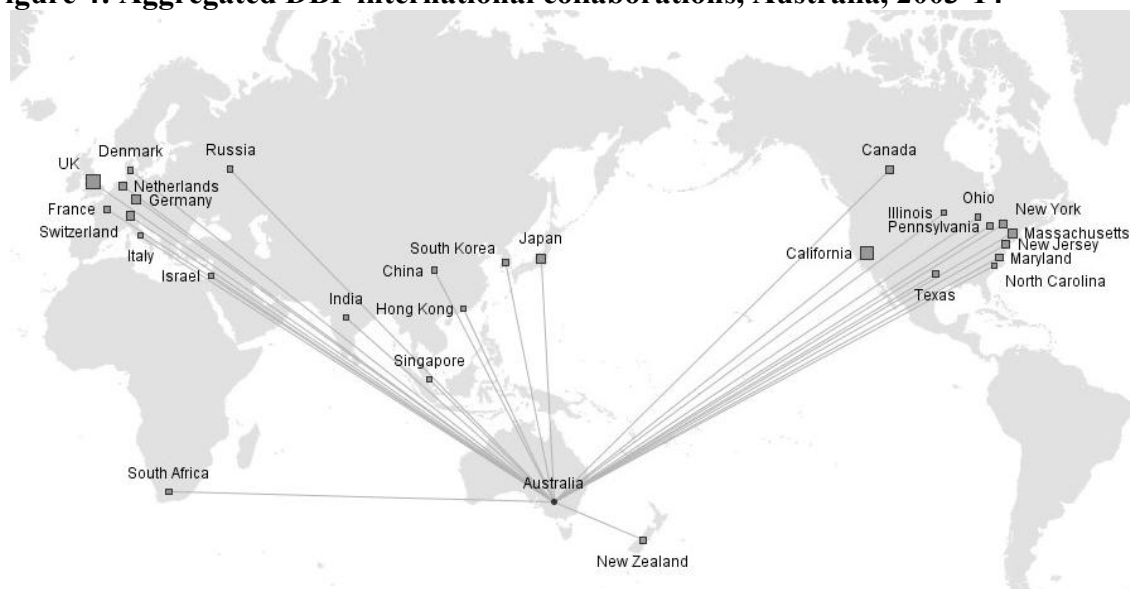 Figure 4: Aggregated DBF international collaborations, Australia, 2003-14
UK
Denmark
Russia
Netherlands
Germany
France
Switzerland
Italy
Israel
South Korea
Japan
China
India
Hong Kong
Singapore
South Africa
Australia
New Zealand
Canada
Illinois
Ohio
Pennsylvania
New York
Massachusetts
New Jersey
California
Maryland
North Carolina
Texas